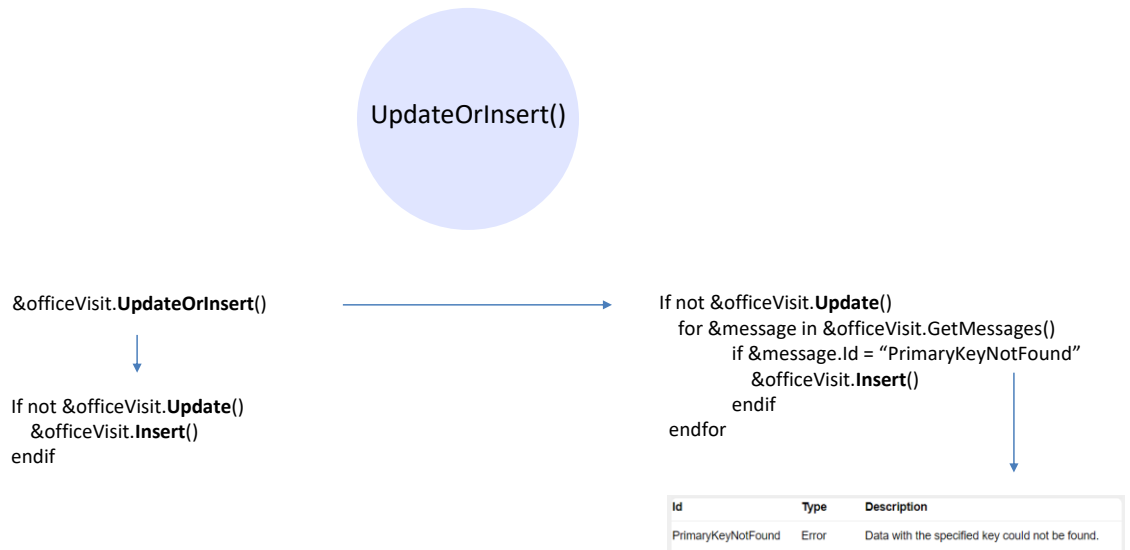 UpdateOrInsert()
&officeVisit.UpdateOrInsert()
If not &officeVisit.Update()
&officeVisit.Insert()
endif
If not &officeVisit.Update()
for &message in &officeVisit.GetMessages()
if &message.Id = “PrimaryKeyNotFound”
&officeVisit.Insert()
endif
endfor
Id Type Description
PrimaryKeyNotFound Error Data with the specified key could not be found.